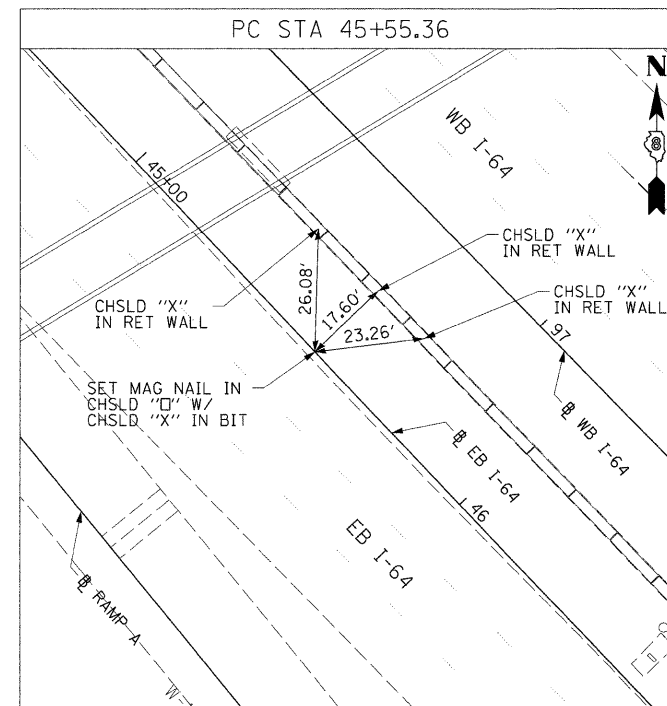 PC STA 45+55.36
N
8
WB I-64
45+00
CHSLD "X"
IN RET WALL
CHSLD "X"
IN RET WALL
26.08'
17.60'
23.26'
CHSLD "X"
IN RET WALL
97
SET MAG NAIL IN
CHSLD "□" W/
CHSLD "X" IN BIT
℄ WB I-64
℄ EB I-64
46
EB I-64
℄ RAMP A
W